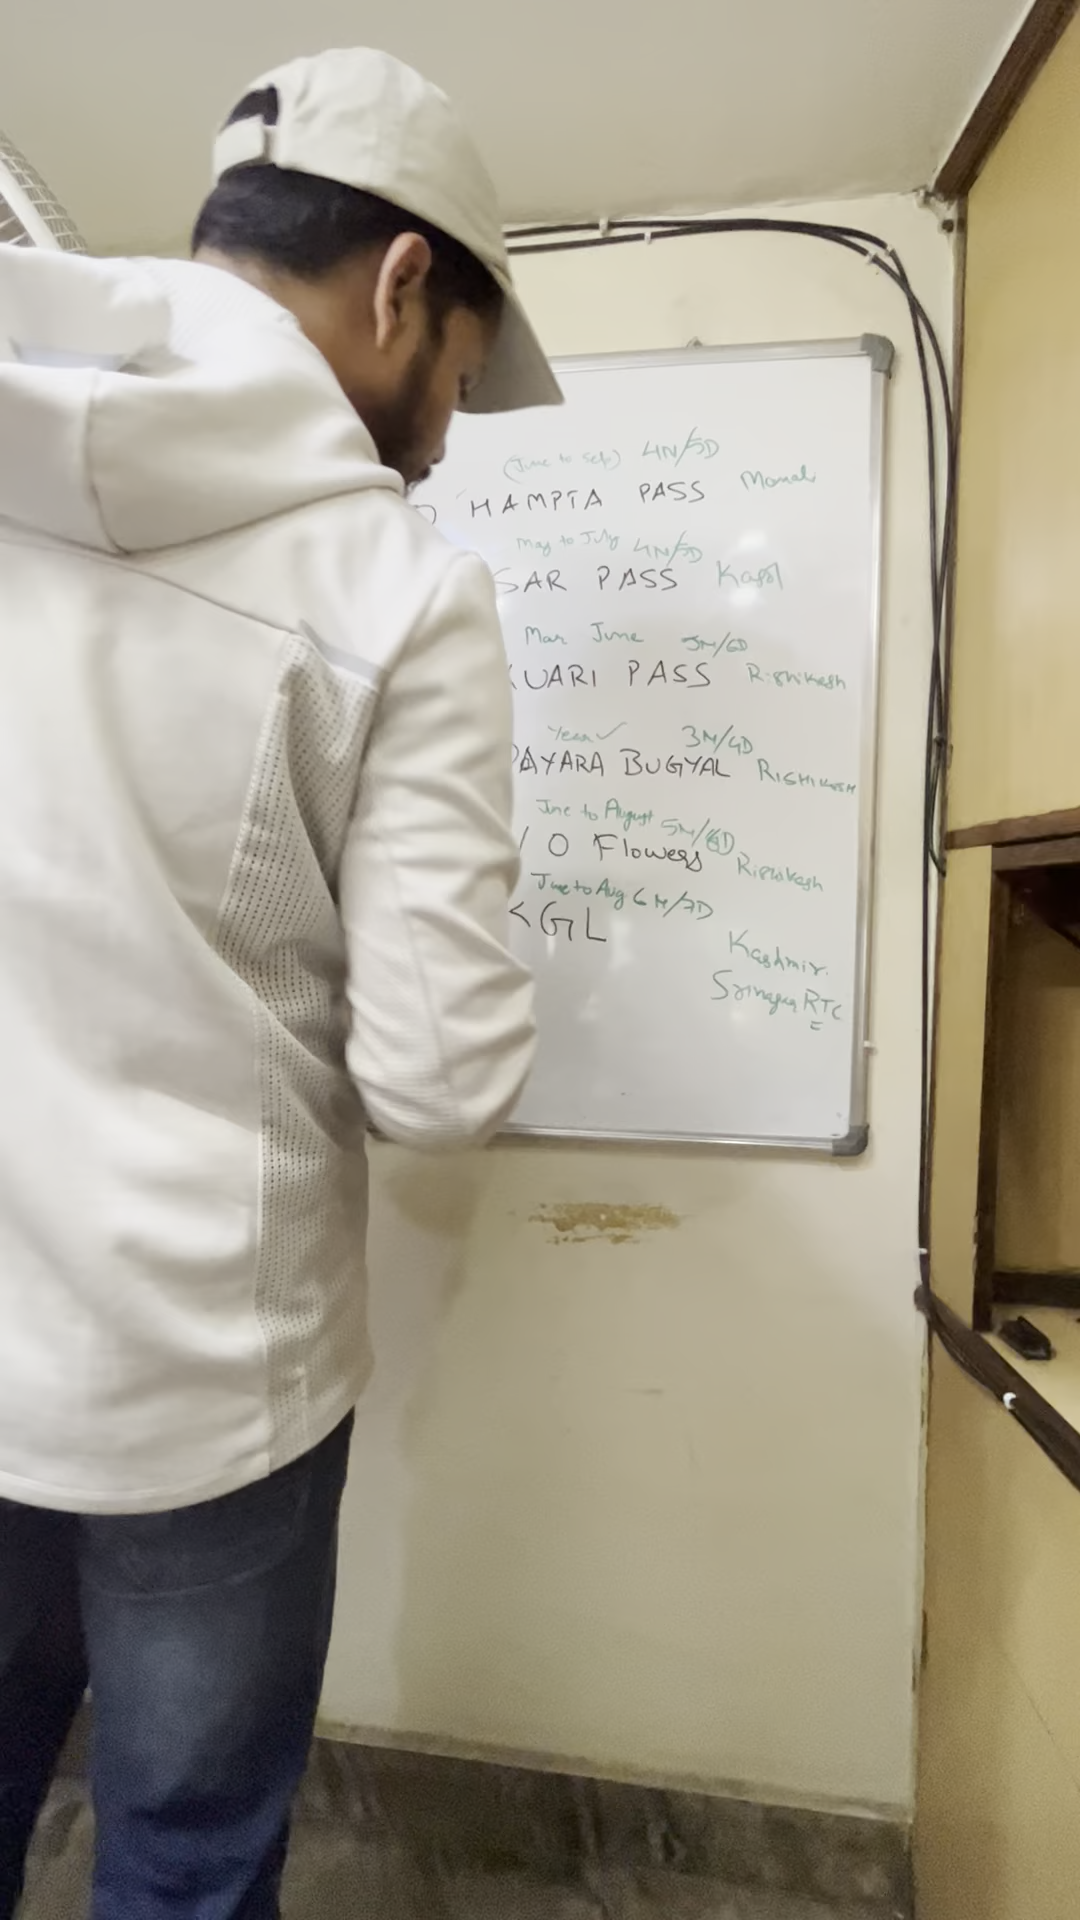 (June to Sep) 4N/5D
HAMPTA PASS Manali
May to July 4N/5D
SAR PASS Kasol
Mar June 5N/6D
KUARI PASS Rishikesh
Year ✓ 3N/4D
DAYARA BUGYAL RISHIKESH
June to August 5N/6D
O Flowers Rishikesh
June to Aug 6N/7D
KGL
Kashmir.
Srinagar RTC